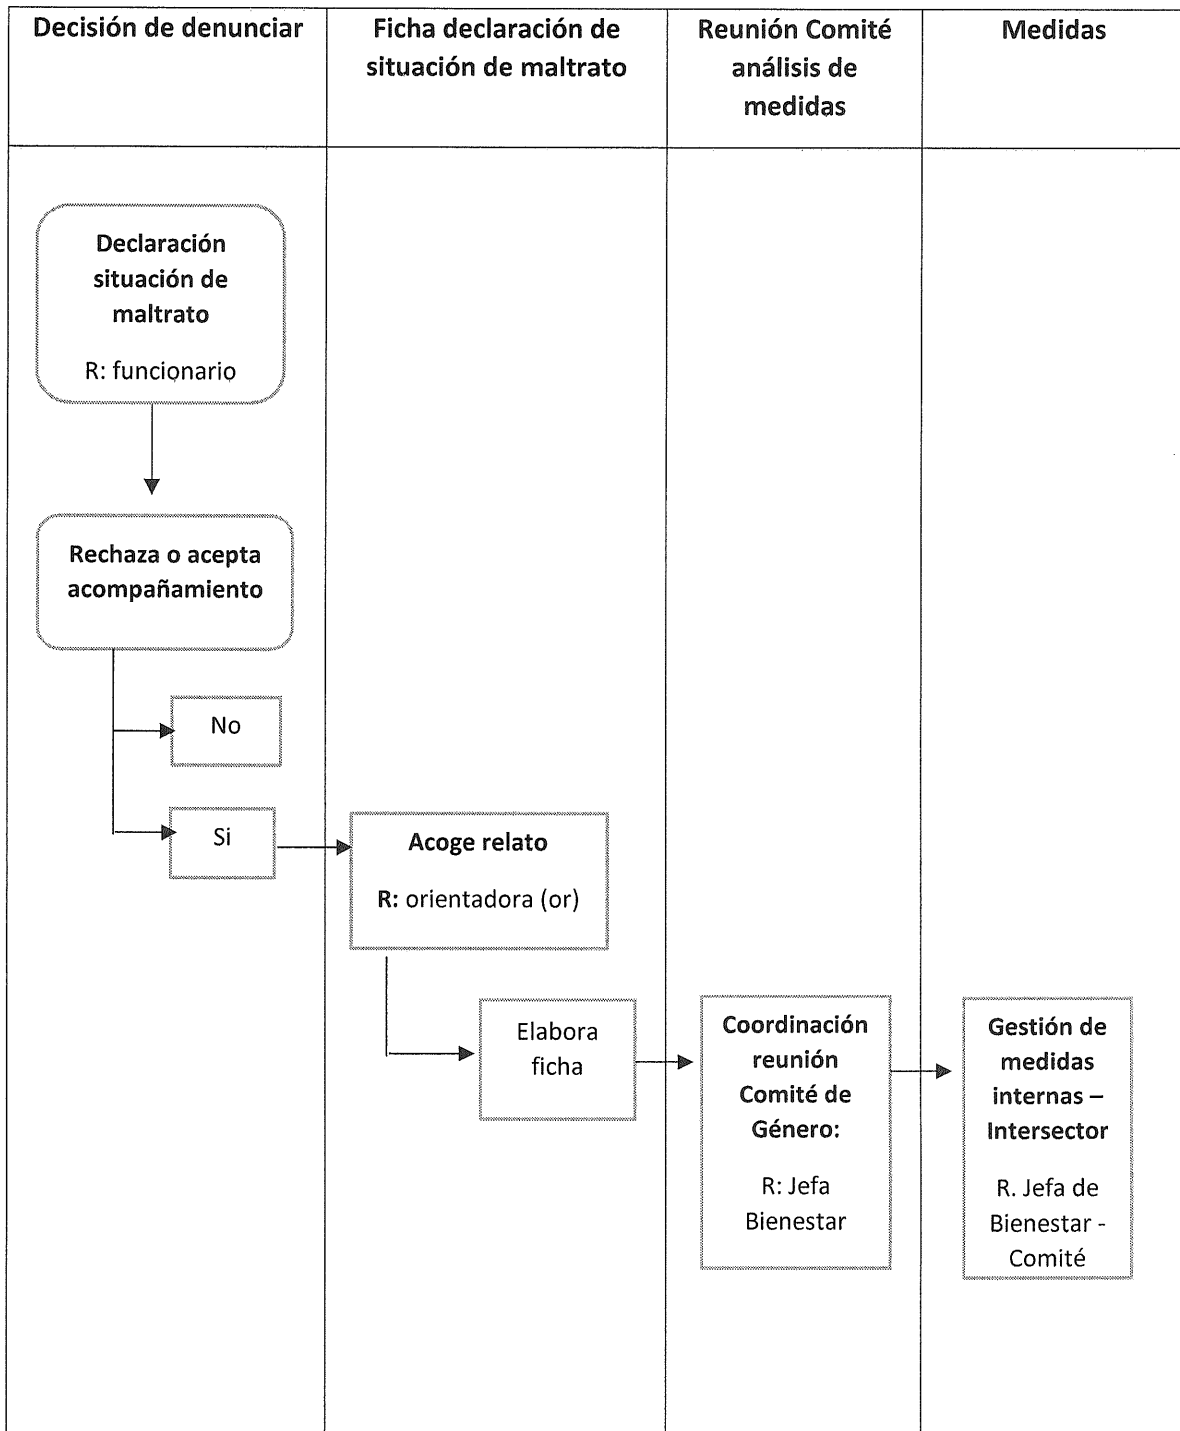 Decisión de denunciar
Ficha declaración de
situación de maltrato
Reunión Comité
análisis de
medidas
Medidas
Declaración
situación de
maltrato
R: funcionario
Rechaza o acepta
acompañamiento
No
Si
Acoge relato
R: orientadora (or)
Elabora
ficha
Coordinación
reunión
Comité de
Género:
R: Jefa
Bienestar
Gestión de
medidas
internas –
Intersector
R. Jefa de
Bienestar -
Comité